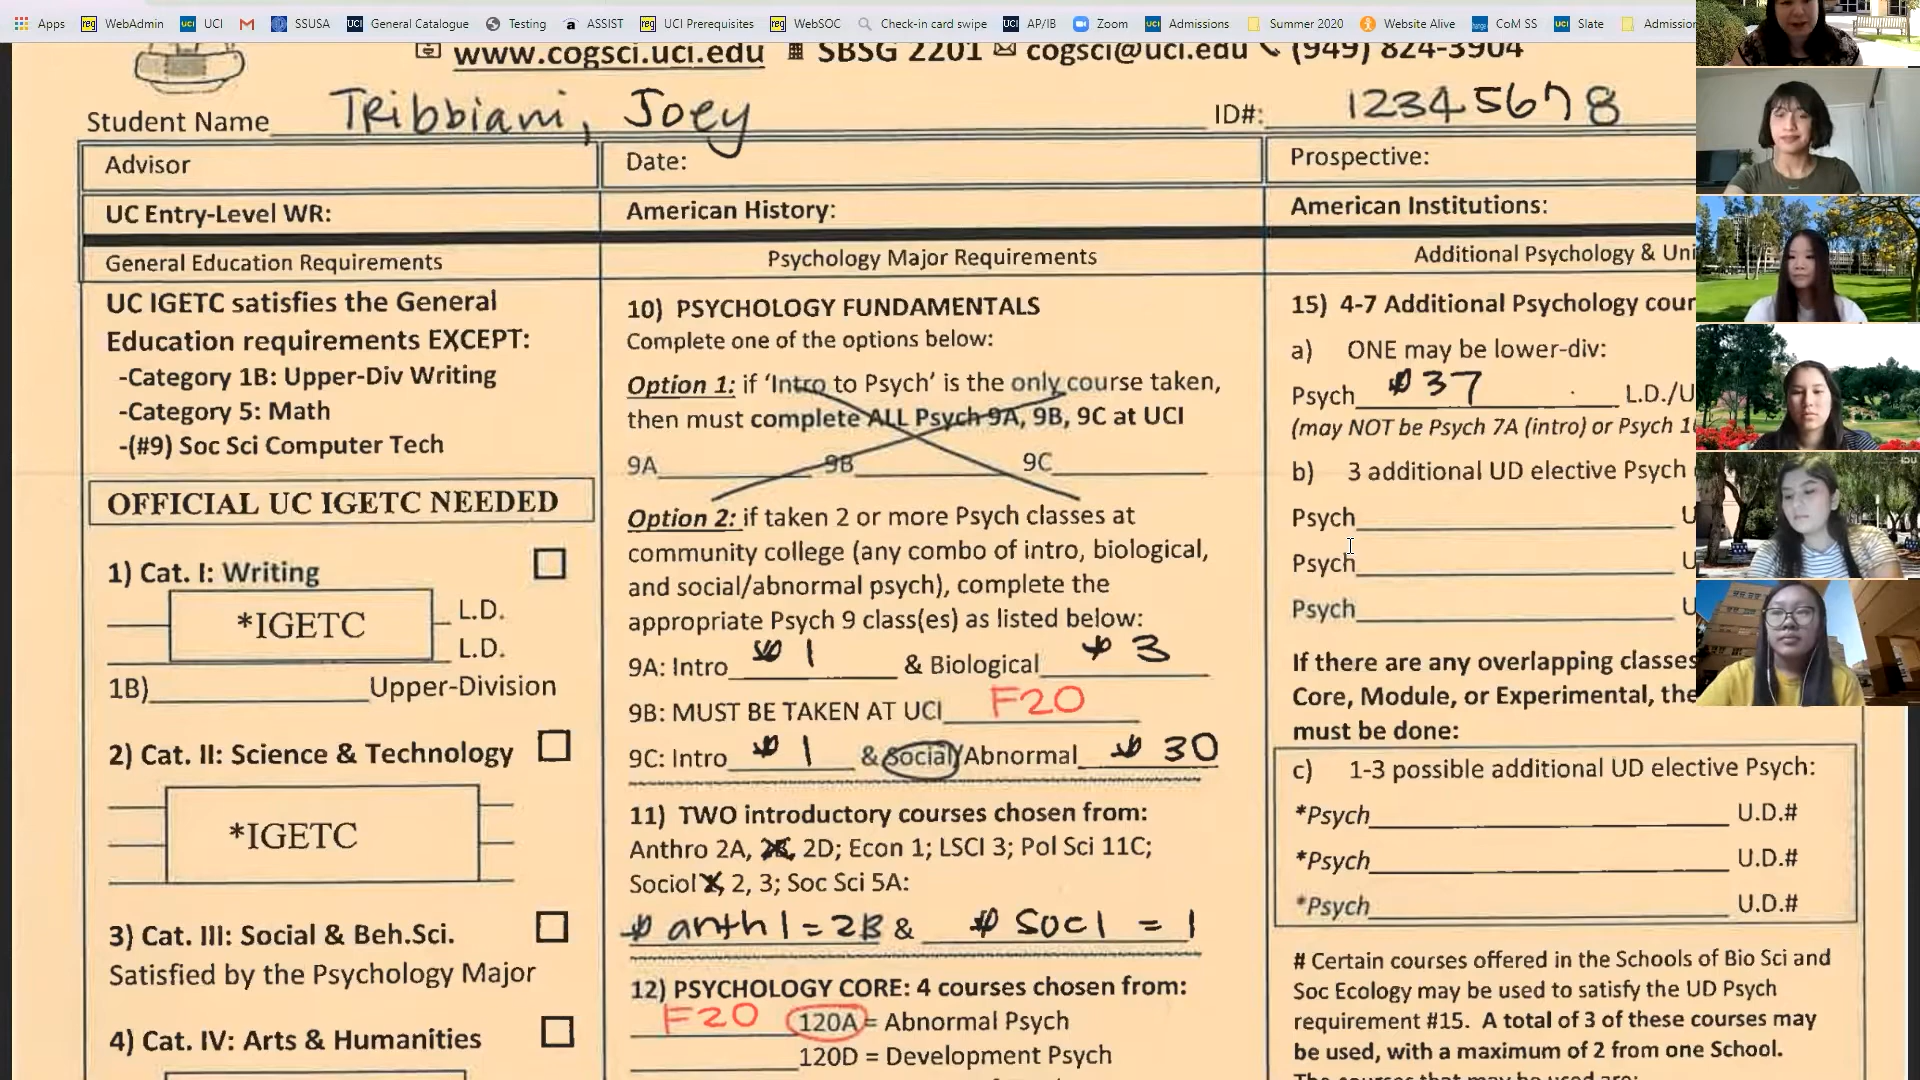 Apps WebAdmin UCI SSUSA General Catalogue Testing ASSIST UCI Prerequisites WebSOC Check-in card swipe AP/IB Zoom Admissions Summer 2020 Website Alive CoM SS Slate Admission
www.cogsci.uci.edu SBSG 2201 cogsci@uci.edu (949) 824-3904
Student Name Tribbiani, Joey ID#: 12345678
Advisor Date: Prospective:
UC Entry-Level WR: American History: American Institutions:
General Education Requirements Psychology Major Requirements Additional Psychology & Uni
UC IGETC satisfies the General
Education requirements EXCEPT:
-Category 1B: Upper-Div Writing
-Category 5: Math
-(#9) Soc Sci Computer Tech
OFFICIAL UC IGETC NEEDED
1) Cat. I: Writing
*IGETC L.D.
L.D.
1B) Upper-Division
2) Cat. II: Science & Technology
*IGETC
3) Cat. III: Social & Beh.Sci.
Satisfied by the Psychology Major
4) Cat. IV: Arts & Humanities
10) PSYCHOLOGY FUNDAMENTALS
Complete one of the options below:
Option 1: if ‘Intro to Psych’ is the only course taken,
then must complete ALL Psych 9A, 9B, 9C at UCI
9A 9B 9C
Option 2: if taken 2 or more Psych classes at
community college (any combo of intro, biological,
and social/abnormal psych), complete the
appropriate Psych 9 class(es) as listed below:
9A: Intro 1 & Biological 3
9B: MUST BE TAKEN AT UCI F20
9C: Intro 1 & Social/Abnormal 30
11) TWO introductory courses chosen from:
Anthro 2A, 2B, 2D; Econ 1; LSCI 3; Pol Sci 11C;
Sociol 1, 2, 3; Soc Sci 5A:
anth 1 = 2B & soc 1 = 1
12) PSYCHOLOGY CORE: 4 courses chosen from:
F20 120A = Abnormal Psych
120D = Development Psych
15) 4-7 Additional Psychology cour
a) ONE may be lower-div:
Psych 37 L.D./U
(may NOT be Psych 7A (intro) or Psych 1
b) 3 additional UD elective Psych
Psych U
Psych
Psych U
If there are any overlapping classes
Core, Module, or Experimental, the
must be done:
c) 1-3 possible additional UD elective Psych:
*Psych U.D.#
*Psych U.D.#
*Psych U.D.#
# Certain courses offered in the Schools of Bio Sci and
Soc Ecology may be used to satisfy the UD Psych
requirement #15. A total of 3 of these courses may
be used, with a maximum of 2 from one School.